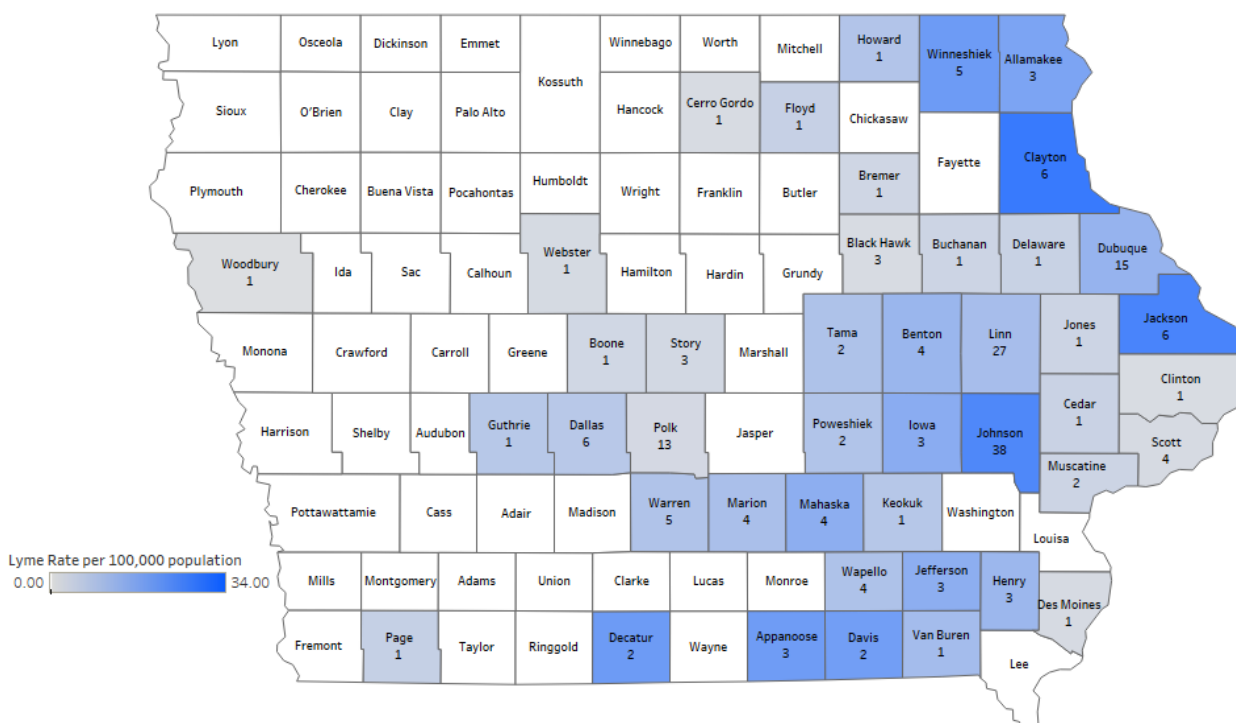 Lyon
Osceola
Dickinson
Emmet
Kossuth
Winnebago
Worth
Mitchell
Howard
1
Winneshiek
5
Allamakee
3
Sioux
O'Brien
Clay
Palo Alto
Hancock
Cerro Gordo
1
Floyd
1
Chickasaw
Fayette
Clayton
6
Plymouth
Cherokee
Buena Vista
Pocahontas
Humboldt
Wright
Franklin
Butler
Bremer
1
Woodbury
1
Ida
Sac
Calhoun
Webster
1
Hamilton
Hardin
Grundy
Black Hawk
3
Buchanan
1
Delaware
1
Dubuque
15
Monona
Crawford
Carroll
Greene
Boone
1
Story
3
Marshall
Tama
2
Benton
4
Linn
27
Jones
1
Jackson
6
Clinton
1
Harrison
Shelby
Audubon
Guthrie
1
Dallas
6
Polk
13
Jasper
Poweshiek
2
Iowa
3
Johnson
38
Cedar
1
Scott
4
Muscatine
2
Pottawattamie
Cass
Adair
Madison
Warren
5
Marion
4
Mahaska
4
Keokuk
1
Washington
Louisa
Lyme Rate per 100,000 population
0.00
34.00
Mills
Montgomery
Adams
Union
Clarke
Lucas
Monroe
Wapello
4
Jefferson
3
Henry
3
Des Moines
1
Fremont
Page
1
Taylor
Ringgold
Decatur
2
Wayne
Appanoose
3
Davis
2
Van Buren
1
Lee